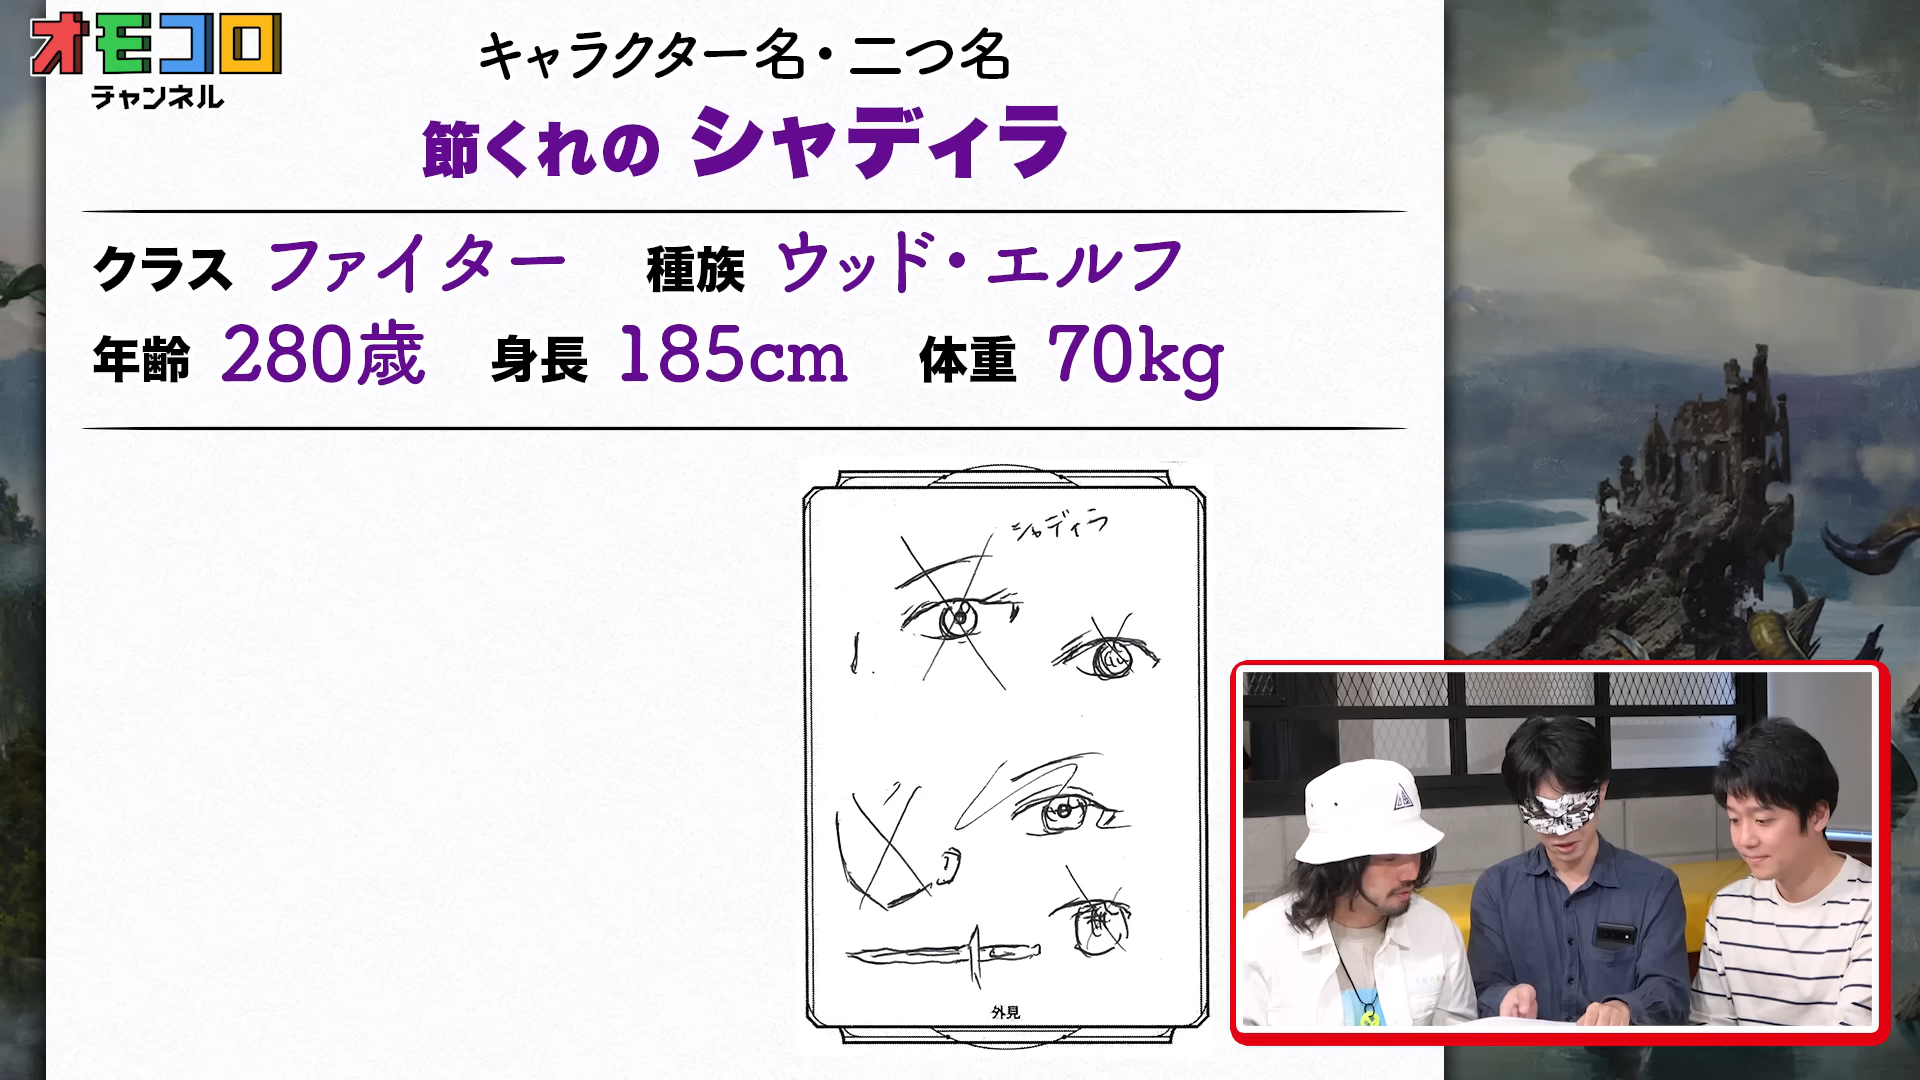 オモコロ
チャンネル
キャラクター名・二つ名
節くれの シャディラ
クラス ファイター 種族 ウッド・エルフ
年齢 280歳 身長 185cm 体重 70kg
シャディラ
外見